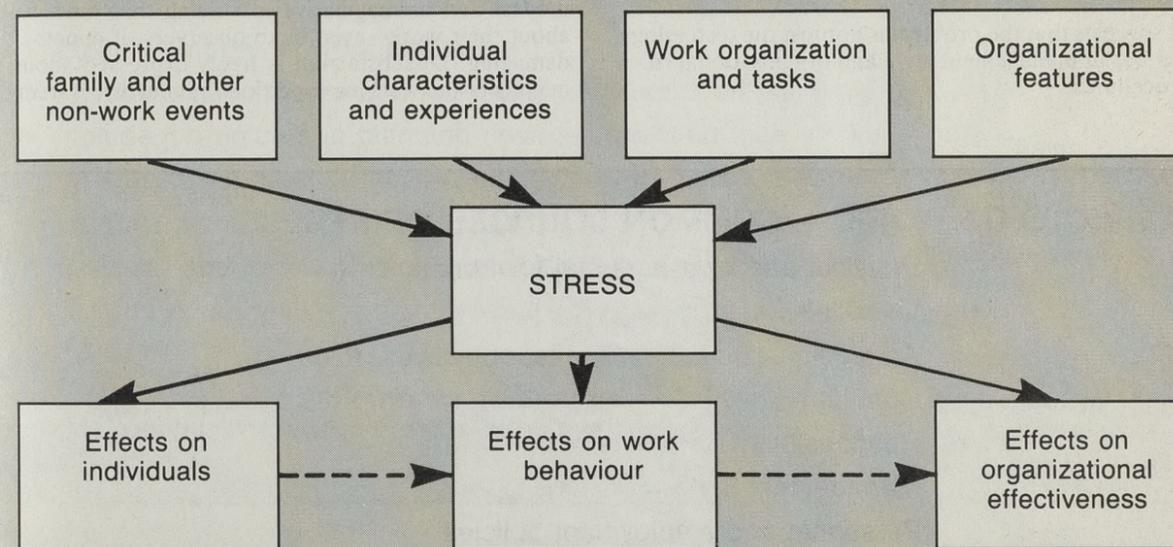 Critical
family and other
non-work events
Individual
characteristics
and experiences
Work organization
and tasks
Organizational
features
STRESS
Effects on
individuals
Effects on work
behaviour
Effects on
organizational
effectiveness